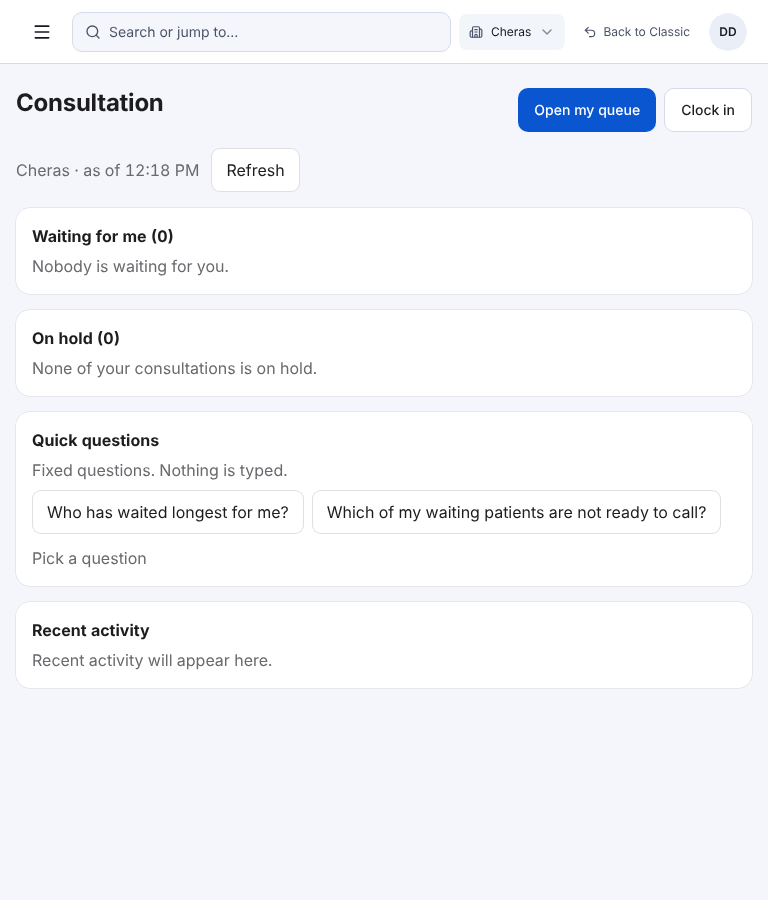 Search or jump to...
Cheras
Back to Classic
DD
Consultation
Open my queue
Clock in
Cheras · as of 12:18 PM
Refresh
Waiting for me (0)
Nobody is waiting for you.
On hold (0)
None of your consultations is on hold.
Quick questions
Fixed questions. Nothing is typed.
Who has waited longest for me?
Which of my waiting patients are not ready to call?
Pick a question
Recent activity
Recent activity will appear here.